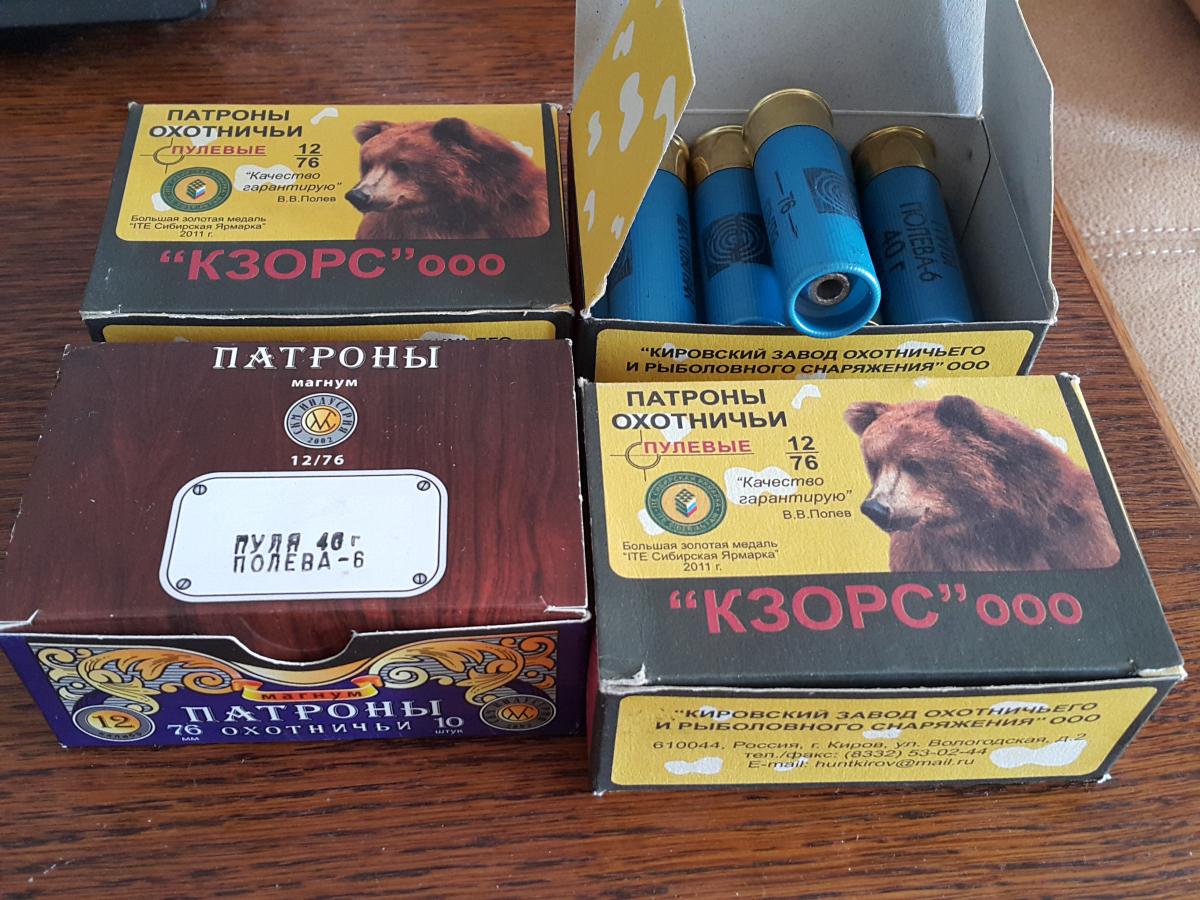 ПАТРОНЫ
ОХОТНИЧЬИ
ПУЛЕВЫЕ
12
76
"Качество
гарантирую"
В.В.Полев
Большая золотая медаль
"ITE Сибирская Ярмарка"
2011 г.
"КЗОРС" ООО
76
ПОЛЕВА-6
40 г
"КИРОВСКИЙ ЗАВОД ОХОТНИЧЬЕГО
И РЫБОЛОВНОГО СНАРЯЖЕНИЯ" ООО
ПАТРОНЫ
магнум
СКМ ИНДУСТРИЯ
2002
12/76
ПУЛЯ 40 г
ПОЛЕВА-6
магнум
12
калибр
76
мм
ПАТРОНЫ
ОХОТНИЧЬИ
10
штук
ПАТРОНЫ
ОХОТНИЧЬИ
ПУЛЕВЫЕ
12
76
"Качество
гарантирую"
В.В.Полев
Большая золотая медаль
"ITE Сибирская Ярмарка"
2011 г.
"КЗОРС" ООО
"КИРОВСКИЙ ЗАВОД ОХОТНИЧЬЕГО
И РЫБОЛОВНОГО СНАРЯЖЕНИЯ" ООО
610044, Россия, г. Киров, ул. Вологодская, д.2
тел./факс: (8332) 53-02-44
E-mail: huntkirov@mail.ru